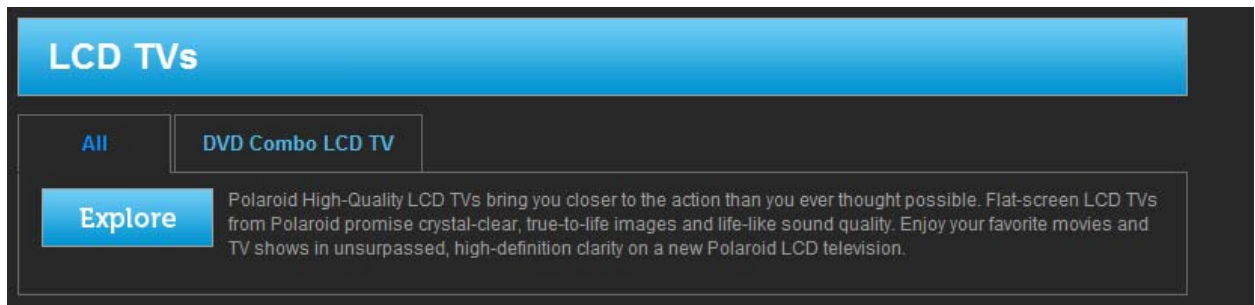 LCD TVs
All
DVD Combo LCD TV
Explore
Polaroid High-Quality LCD TVs bring you closer to the action than you ever thought possible. Flat-screen LCD TVs
from Polaroid promise crystal-clear, true-to-life images and life-like sound quality. Enjoy your favorite movies and
TV shows in unsurpassed, high-definition clarity on a new Polaroid LCD television.